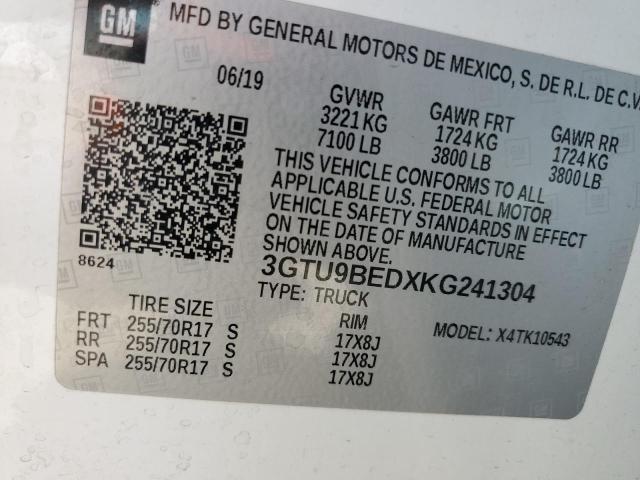 GM
MFD BY GENERAL MOTORS DE MEXICO, S. DE R.L. DE C.V.
06/19
GVWR GAWR FRT GAWR RR
3221 KG 1724 KG 1724 KG
7100 LB 3800 LB 3800 LB
THIS VEHICLE CONFORMS TO ALL
APPLICABLE U.S. FEDERAL MOTOR
VEHICLE SAFETY STANDARDS IN EFFECT
ON THE DATE OF MANUFACTURE
SHOWN ABOVE.
8624
3GTU9BEDXKG241304
TYPE: TRUCK
TIRE SIZE RIM MODEL: X4TK10543
FRT 255/70R17 S 17X8J
RR 255/70R17 S 17X8J
SPA 255/70R17 S 17X8J